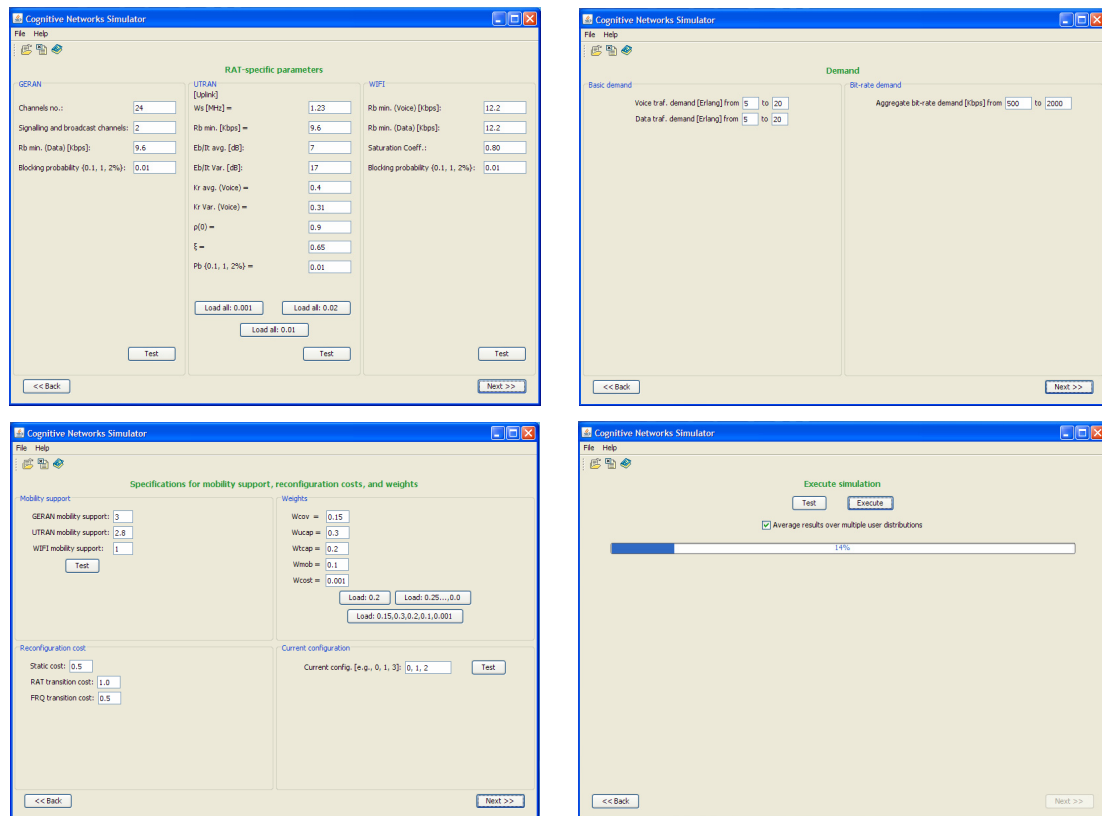 Cognitive Networks Simulator
File Help
RAT-specific parameters
GERAN
Channels no.: 24
Signalling and broadcast channels: 2
Rb min. (Data) [Kbps]: 9.6
Blocking probability {0.1, 1, 2%}: 0.01
Test
UTRAN
[Uplink]
Ws [MHz] = 1.23
Rb min. [Kbps] = 9.6
Eb/It avg. [dB]: 7
Eb/It Var. [dB]: 17
Kr avg. (Voice) = 0.4
Kr Var. (Voice) = 0.31
ρ(0) = 0.9
ξ = 0.65
Pb {0.1, 1, 2%} = 0.01
Load all: 0.001 Load all: 0.02
Load all: 0.01
Test
WIFI
Rb min. (Voice) [Kbps]: 12.2
Rb min. (Data) [Kbps]: 12.2
Saturation Coeff.: 0.80
Blocking probability {0.1, 1, 2%}: 0.01
Test
<< Back Next >>
Cognitive Networks Simulator
File Help
Demand
Basic demand
Voice traf. demand [Erlang] from 5 to 20
Data traf. demand [Erlang] from 5 to 20
Bit-rate demand
Aggregate bit-rate demand [Kbps] from 500 to 2000
<< Back Next >>
Cognitive Networks Simulator
File Help
Specifications for mobility support, reconfiguration costs, and weights
Mobility support
GERAN mobility support: 3
UTRAN mobility support: 2.8
WIFI mobility support: 1
Test
Weights
Wcov = 0.15
Wucap = 0.3
Wtcap = 0.2
Wmob = 0.1
Wcost = 0.001
Load: 0.2 Load: 0.25...,0.0
Load: 0.15,0.3,0.2,0.1,0.001
Reconfiguration cost
Static cost: 0.5
RAT transition cost: 1.0
FRQ transition cost: 0.5
Current configuration
Current config. [e.g., 0, 1, 3]: 0, 1, 2 Test
<< Back Next >>
Cognitive Networks Simulator
File Help
Execute simulation
Test Execute
Average results over multiple user distributions
14%
<< Back Next >>